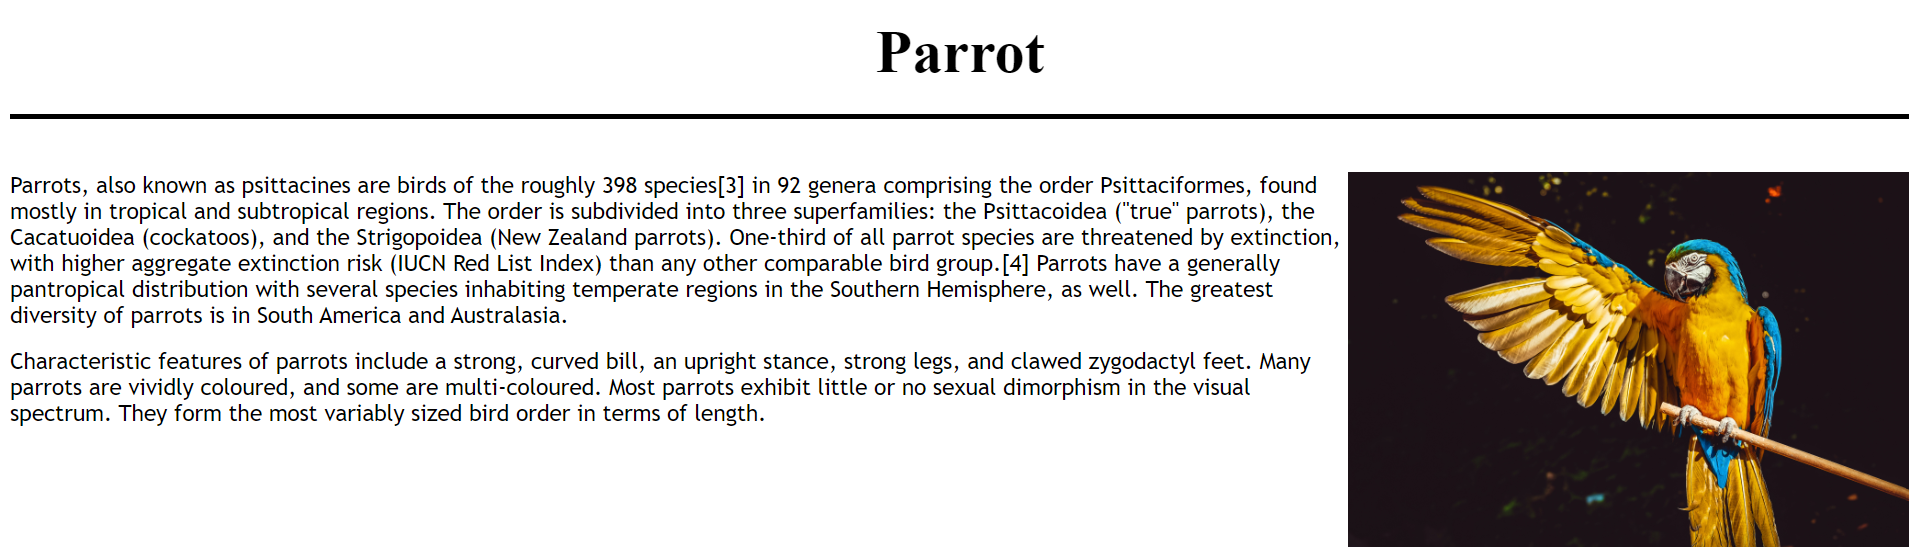 Parrot
Parrots, also known as psittacines are birds of the roughly 398 species[3] in 92 genera comprising the order Psittaciformes, found
mostly in tropical and subtropical regions. The order is subdivided into three superfamilies: the Psittacoidea ("true" parrots), the
Cacatuoidea (cockatoos), and the Strigopoidea (New Zealand parrots). One-third of all parrot species are threatened by extinction,
with higher aggregate extinction risk (IUCN Red List Index) than any other comparable bird group.[4] Parrots have a generally
pantropical distribution with several species inhabiting temperate regions in the Southern Hemisphere, as well. The greatest
diversity of parrots is in South America and Australasia.
Characteristic features of parrots include a strong, curved bill, an upright stance, strong legs, and clawed zygodactyl feet. Many
parrots are vividly coloured, and some are multi-coloured. Most parrots exhibit little or no sexual dimorphism in the visual
spectrum. They form the most variably sized bird order in terms of length.